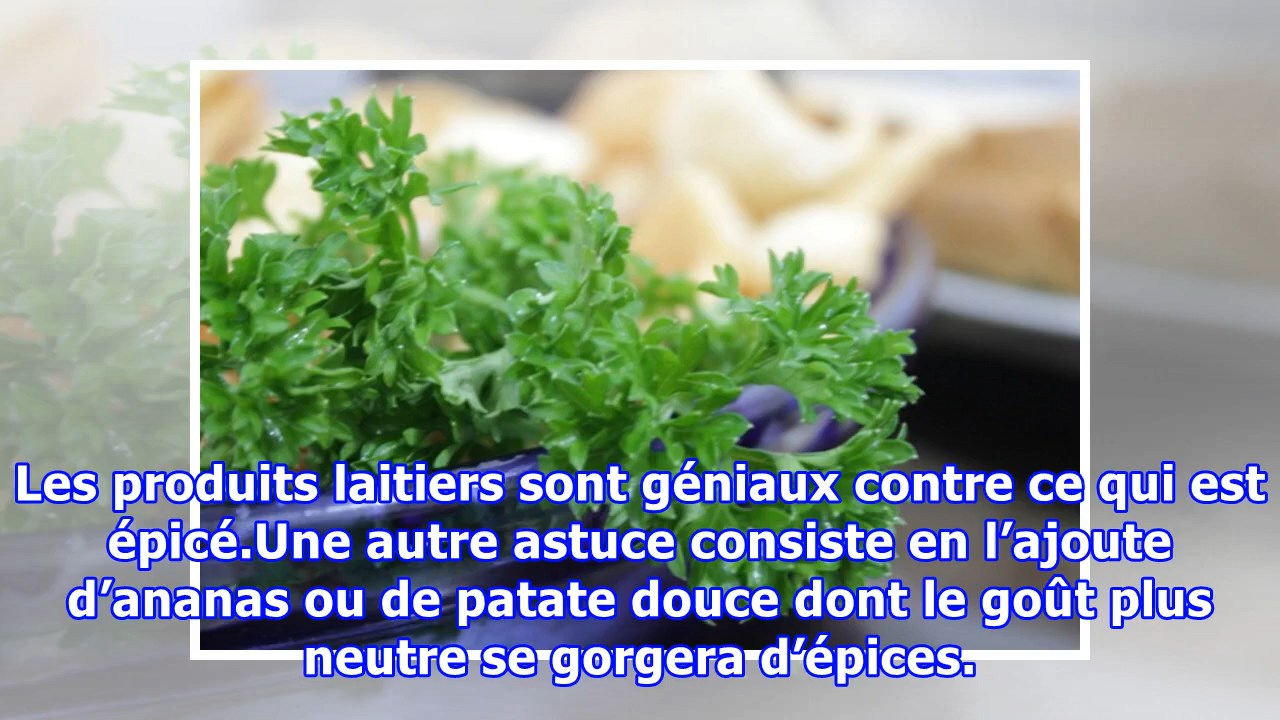 Les produits laitiers sont géniaux contre ce qui est
épicé.Une autre astuce consiste en l’ajoute
d’ananas ou de patate douce dont le goût plus
neutre se gorgera d’épices.